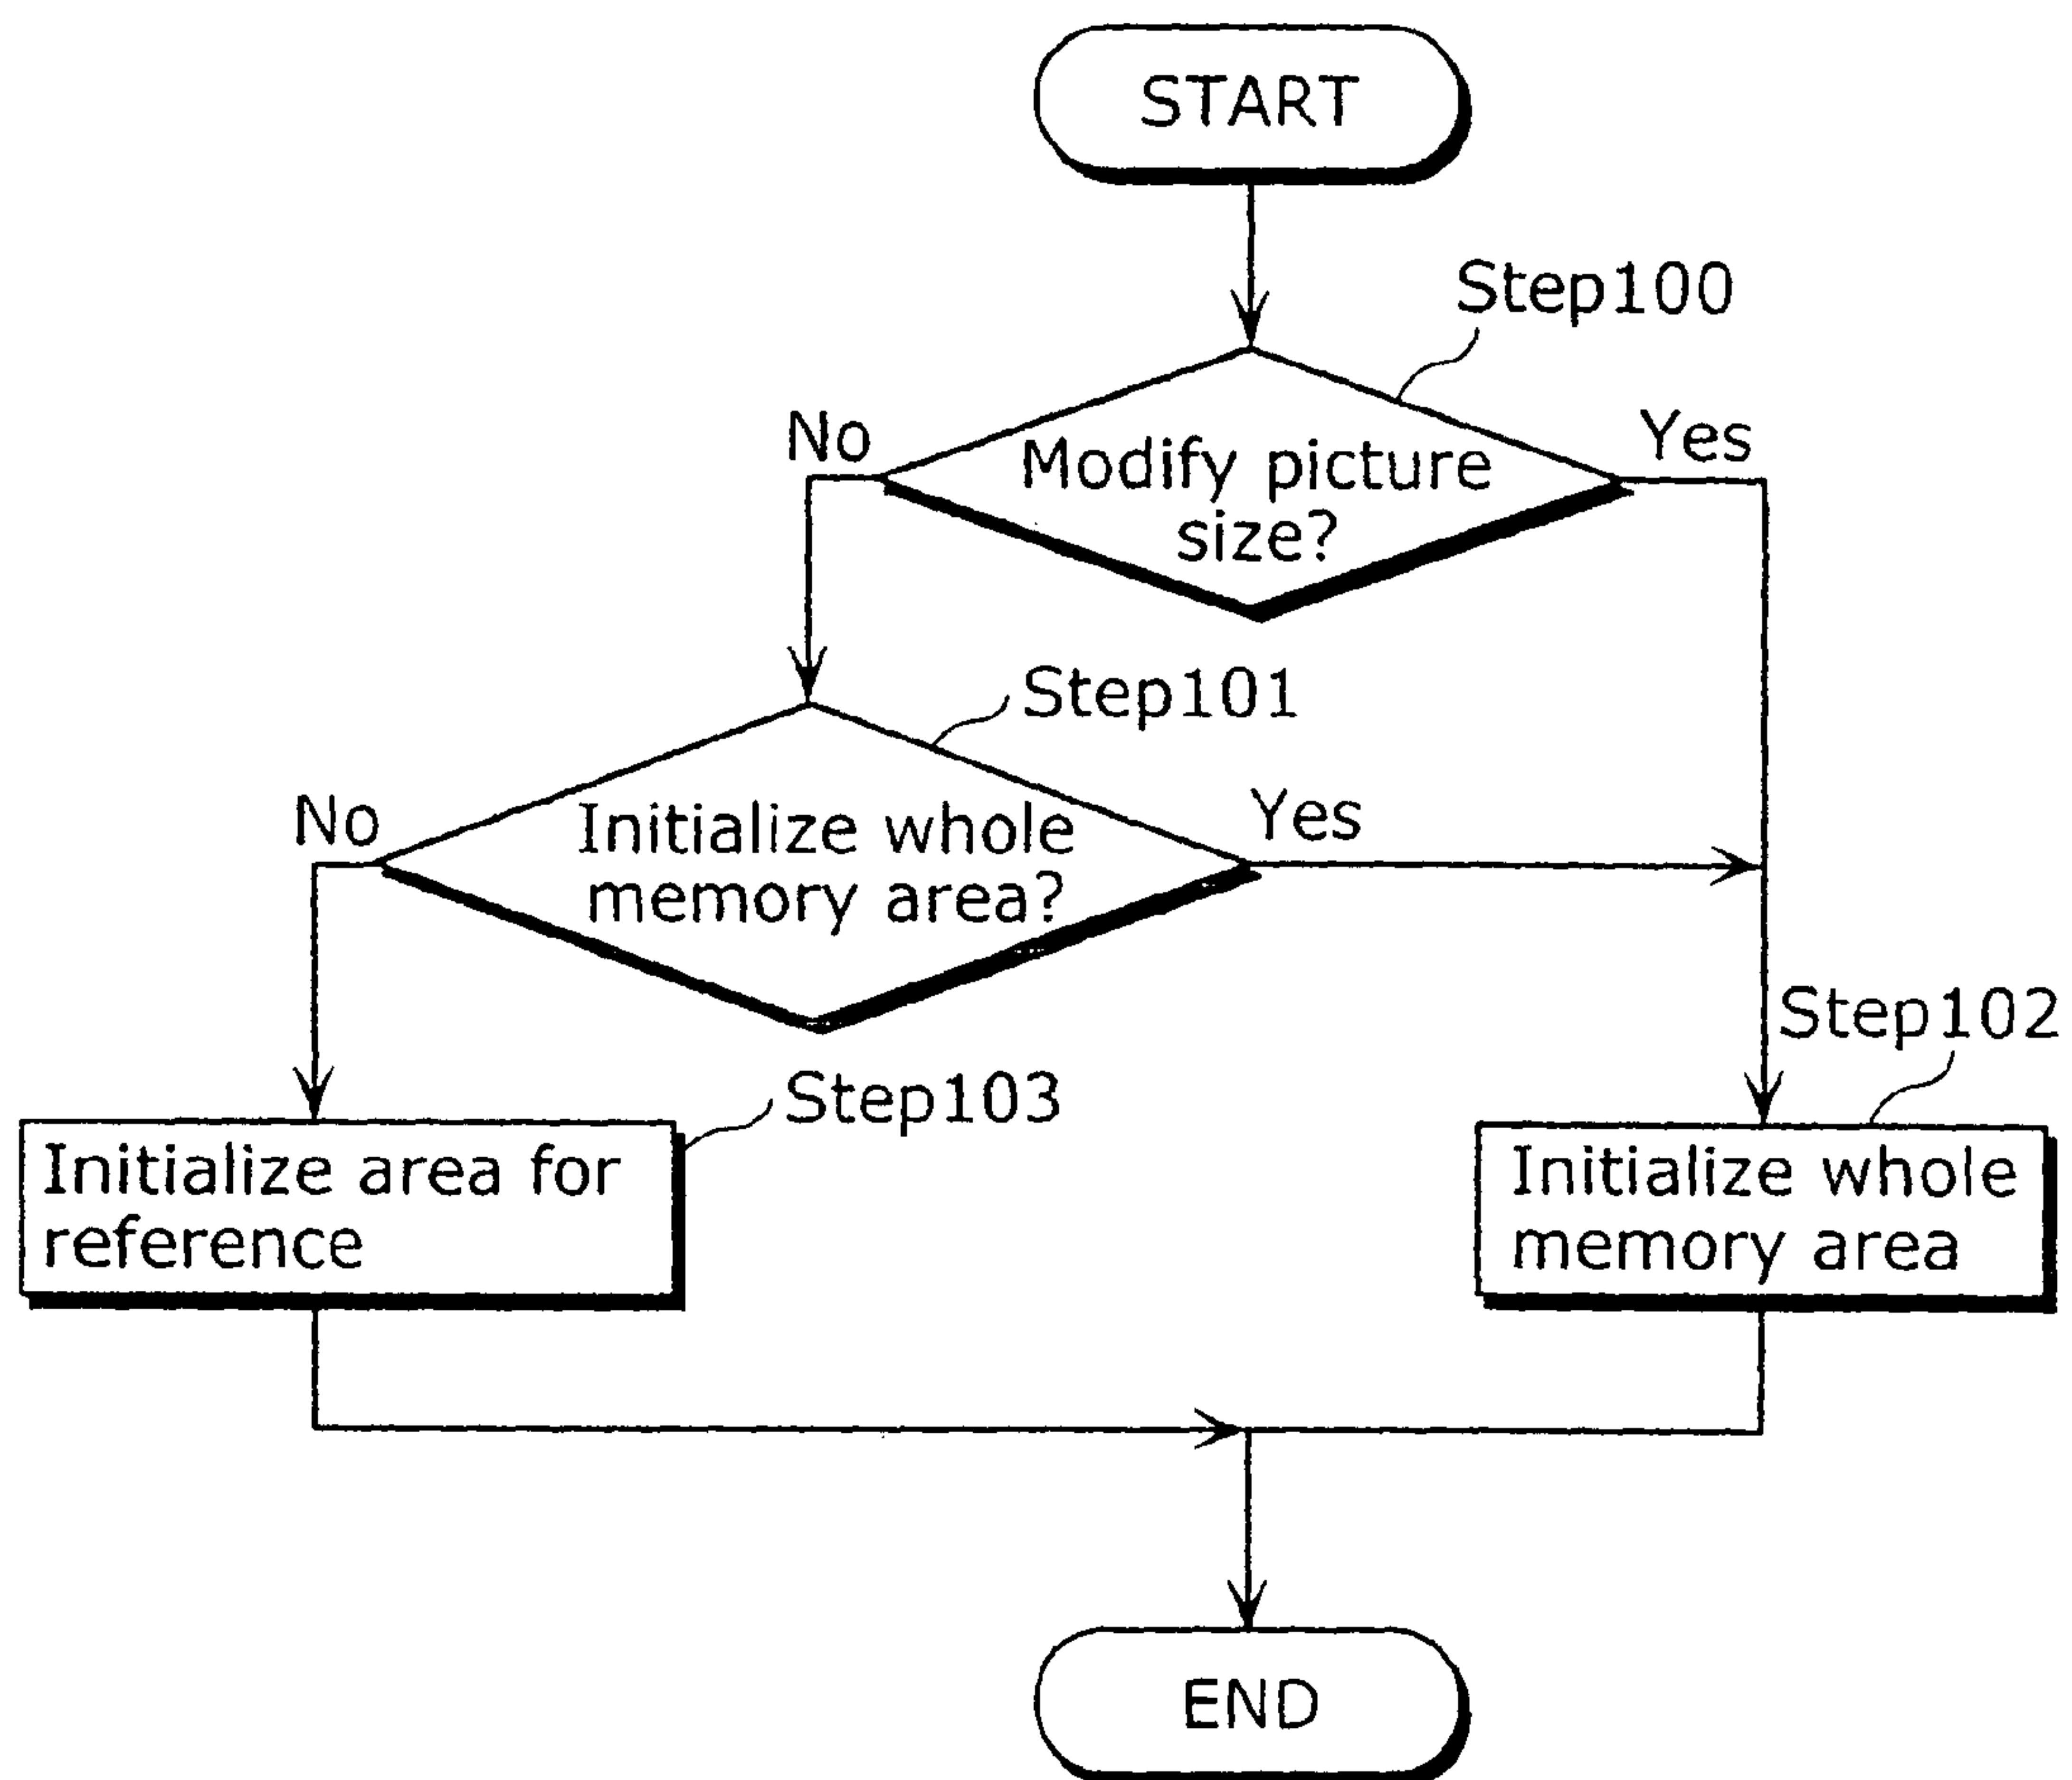 START
Step100
No
Yes
Modify picture
size?
Step101
No
Yes
Initialize whole
memory area?
Step102
Step103
Initialize area for
reference
Initialize whole
memory area
END